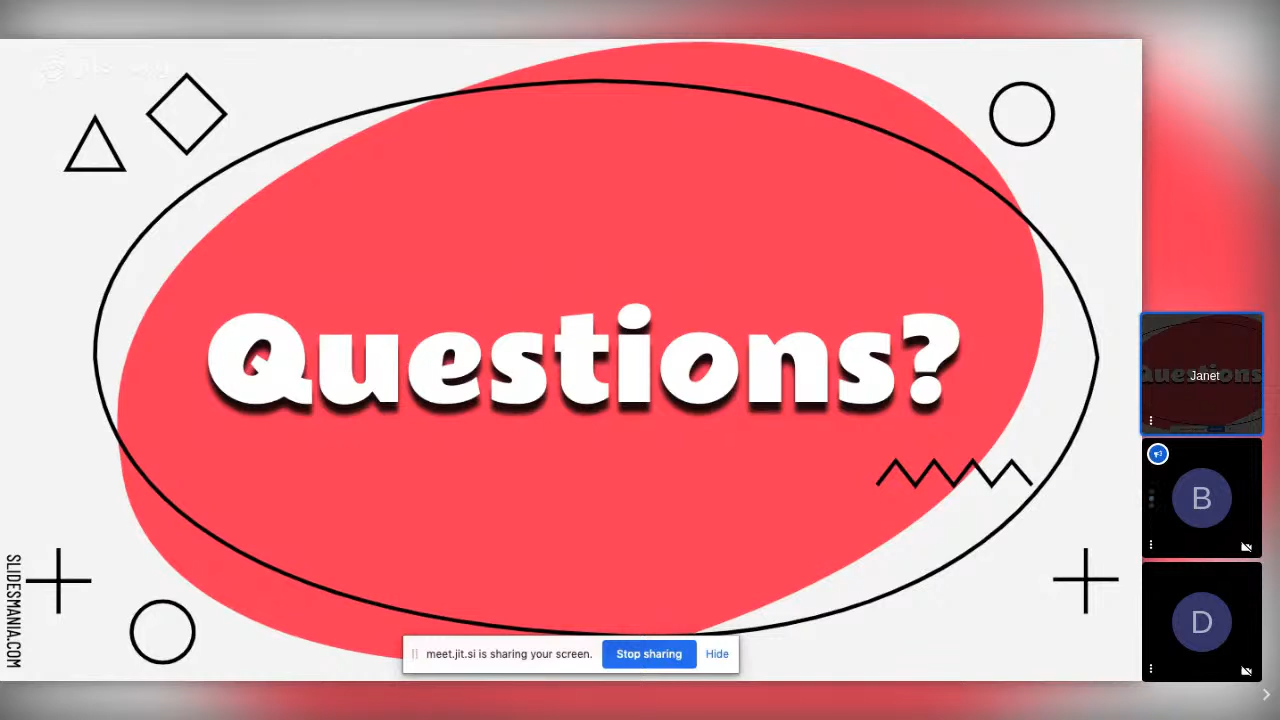 Questions?
SLIDESMANIA.COM
meet.jit.si is sharing your screen. Stop sharing Hide
Janet
B
D